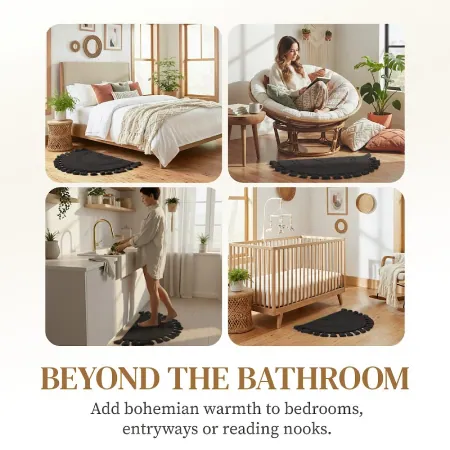 BEYOND THE BATHROOM
Add bohemian warmth to bedrooms,
entryways or reading nooks.